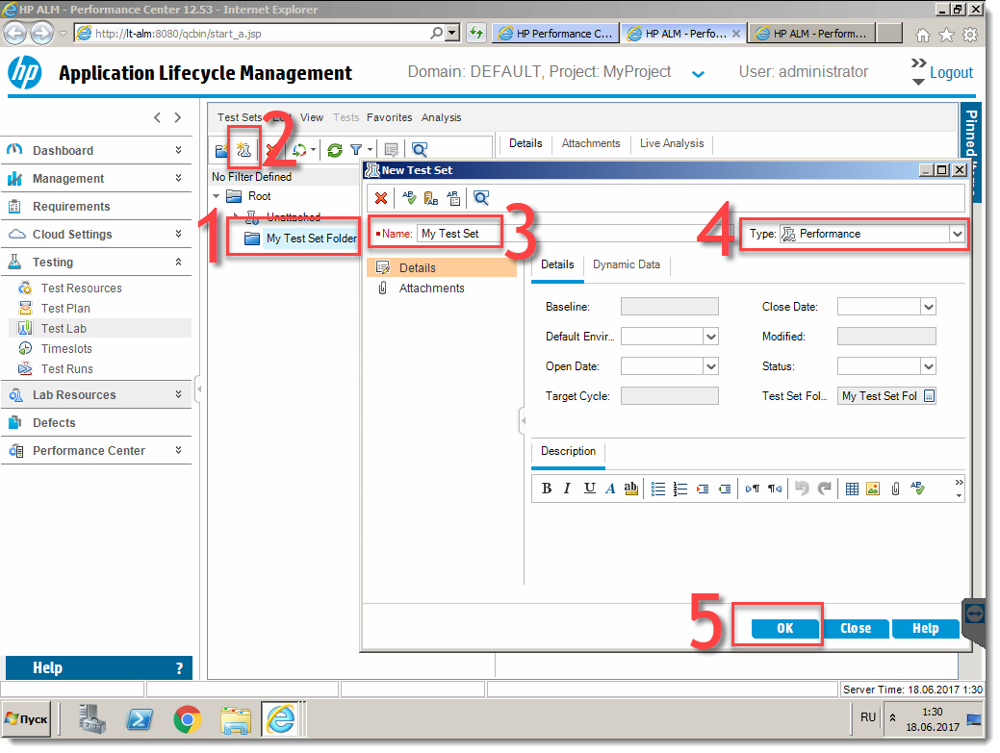 HP ALM - Performance Center 12.53 - Internet Explorer
http://lt-alm:8080/qcbin/start_a.jsp
HP Performance C...
HP ALM - Perfo...
HP ALM - Perform...
hp
Application Lifecycle Management
Domain: DEFAULT, Project: MyProject
User: administrator
Logout
Dashboard
Management
Requirements
Cloud Settings
Testing
Test Resources
Test Plan
Test Lab
Timeslots
Test Runs
Lab Resources
Defects
Performance Center
Help ?
Test Sets Edit View Tests Favorites Analysis
2
Details Attachments Live Analysis
Pinned
No Filter Defined
Root
Unattached
1
My Test Set Folder
New Test Set
Name: My Test Set
3
4
Type: Performance
Details
Attachments
Details Dynamic Data
Baseline:
Close Date:
Default Envir...
Modified:
Open Date:
Status:
Target Cycle:
Test Set Fol... My Test Set Fol
Description
B I U A ab
5
OK Close Help
Server Time: 18.06.2017 1:30
Пуск
RU
1:30
18.06.2017